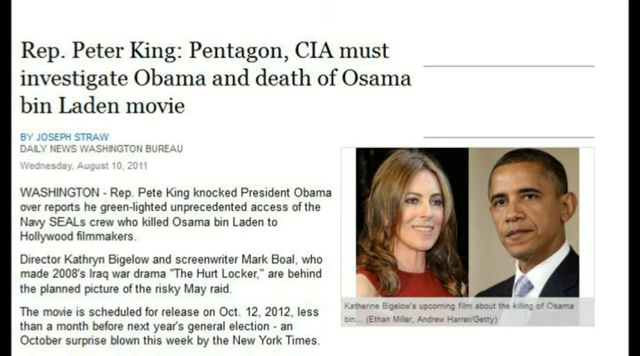 Rep. Peter King: Pentagon, CIA must
investigate Obama and death of Osama
bin Laden movie
BY JOSEPH STRAW
DAILY NEWS WASHINGTON BUREAU
Wednesday, August 10, 2011
WASHINGTON - Rep. Pete King knocked President Obama
over reports he green-lighted unprecedented access of the
Navy SEALs crew who killed Osama bin Laden to
Hollywood filmmakers.
Director Kathryn Bigelow and screenwriter Mark Boal, who
made 2008's Iraq war drama "The Hurt Locker," are behind
the planned picture of the risky May raid.
The movie is scheduled for release on Oct. 12, 2012, less
than a month before next year's general election - an
October surprise blown this week by the New York Times.
Katherine Bigelow's upcoming film about the killing of Osama
bin... (Ethan Miller, Andrew Harrer/Getty)